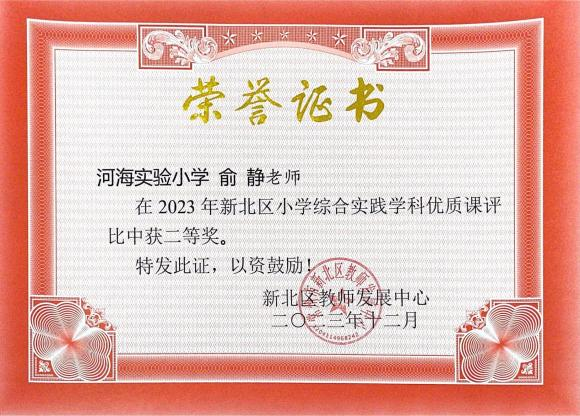 荣誉证书
河海实验小学 俞 静老师
在 2023 年新北区小学综合实践学科优质课评
比中获二等奖。
特发此证，以资鼓励！
新北区教师发展中心
二〇二三年十二月